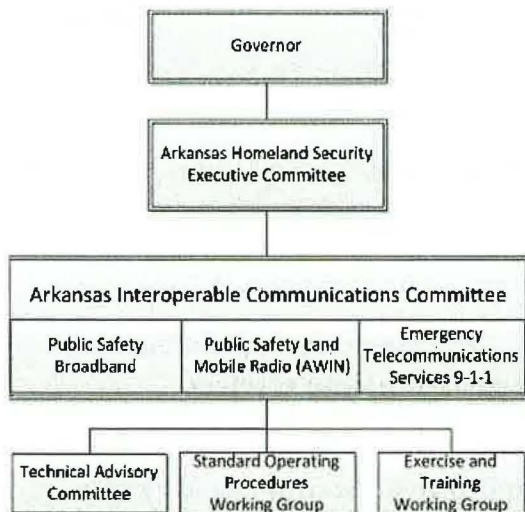 Governor
Arkansas Homeland Security
Executive Committee
Arkansas Interoperable Communications Committee
Public Safety
Broadband
Public Safety Land
Mobile Radio (AWIN)
Emergency
Telecommunications
Services 9-1-1
Technical Advisory
Committee
Standard Operating
Procedures
Working Group
Exercise and
Training
Working Group